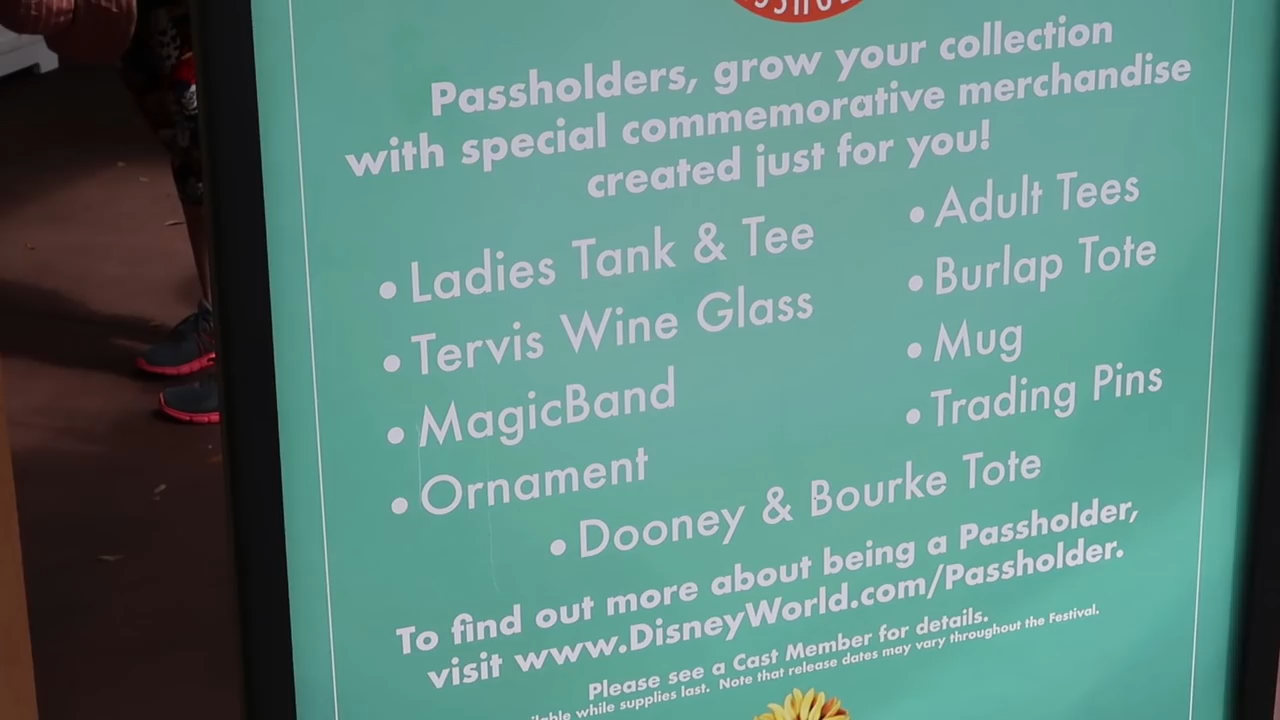 Passholders, grow your collection
with special commemorative merchandise
created just for you!
• Ladies Tank & Tee
• Tervis Wine Glass
• MagicBand
• Ornament
• Adult Tees
• Burlap Tote
• Mug
• Trading Pins
• Dooney & Bourke Tote
To find out more about being a Passholder,
visit www.DisneyWorld.com/Passholder.
Please see a Cast Member for details.
while supplies last. Note that release dates may vary throughout the Festival.